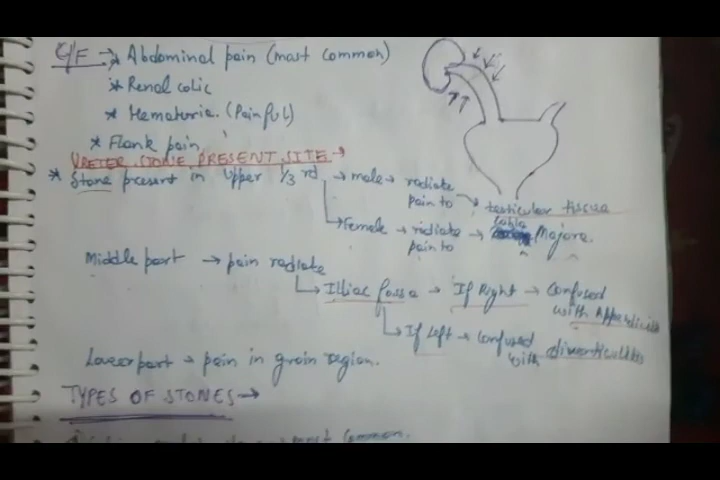 C/F → * Abdominal pain (most common)
* Renal colic
* Hematuria. (Painful)
* Flank pain
URETER STONE PRESENT SITE →
* Stone present in Upper 1/3 rd → male → radiate pain to → testicular tissue
→ Female → radiate pain to → Labia Majora.
Middle part → pain radiate
→ Illiac fossa → If Right → Confused with Appendicitis
→ If Left → Confused with diverticulitis
Lower part → pain in groin region.
TYPES OF STONES →
most common.